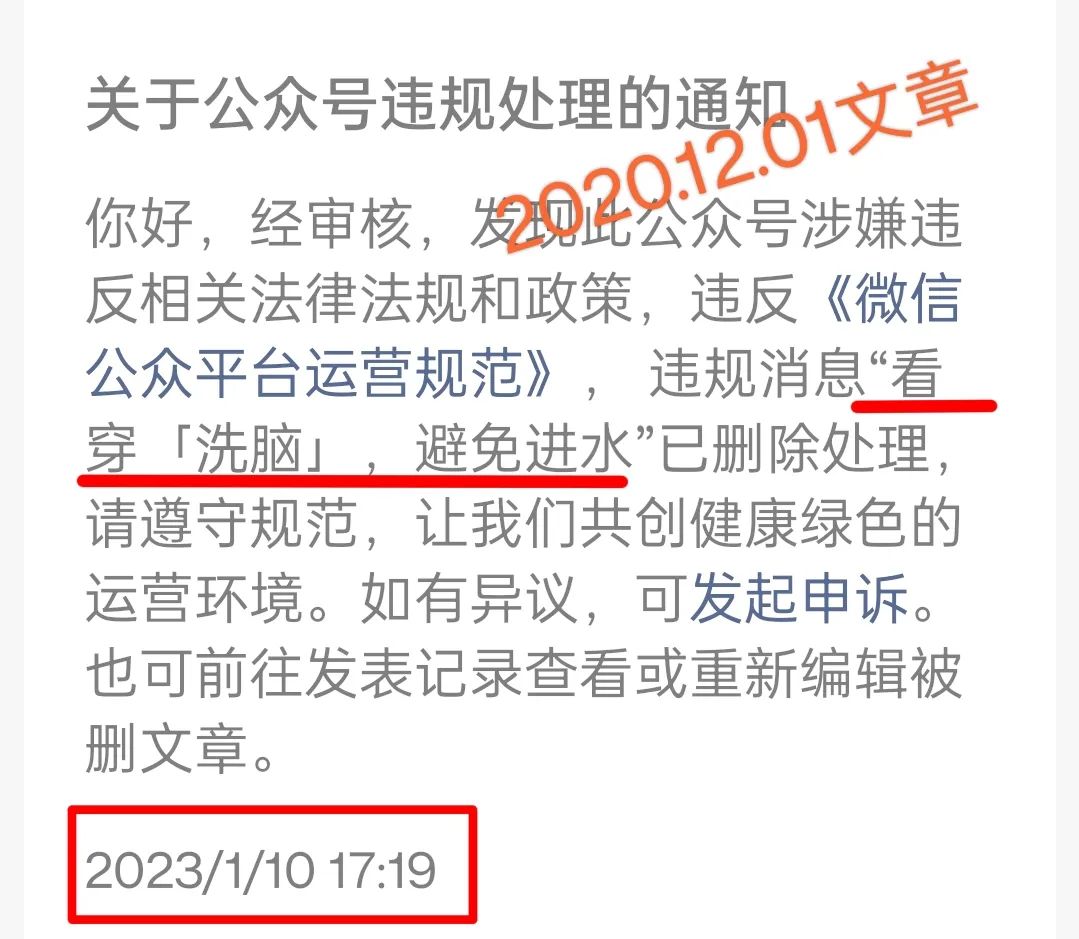 关于公众号违规处理的通知
2020.12.01文章
你好，经审核，发现此公众号涉嫌违
反相关法律法规和政策，违反《微信
公众平台运营规范》，违规消息“看
穿「洗脑」，避免进水”已删除处理，
请遵守规范，让我们共创健康绿色的
运营环境。如有异议，可发起申诉。
也可前往发表记录查看或重新编辑被
删文章。
2023/1/10 17:19